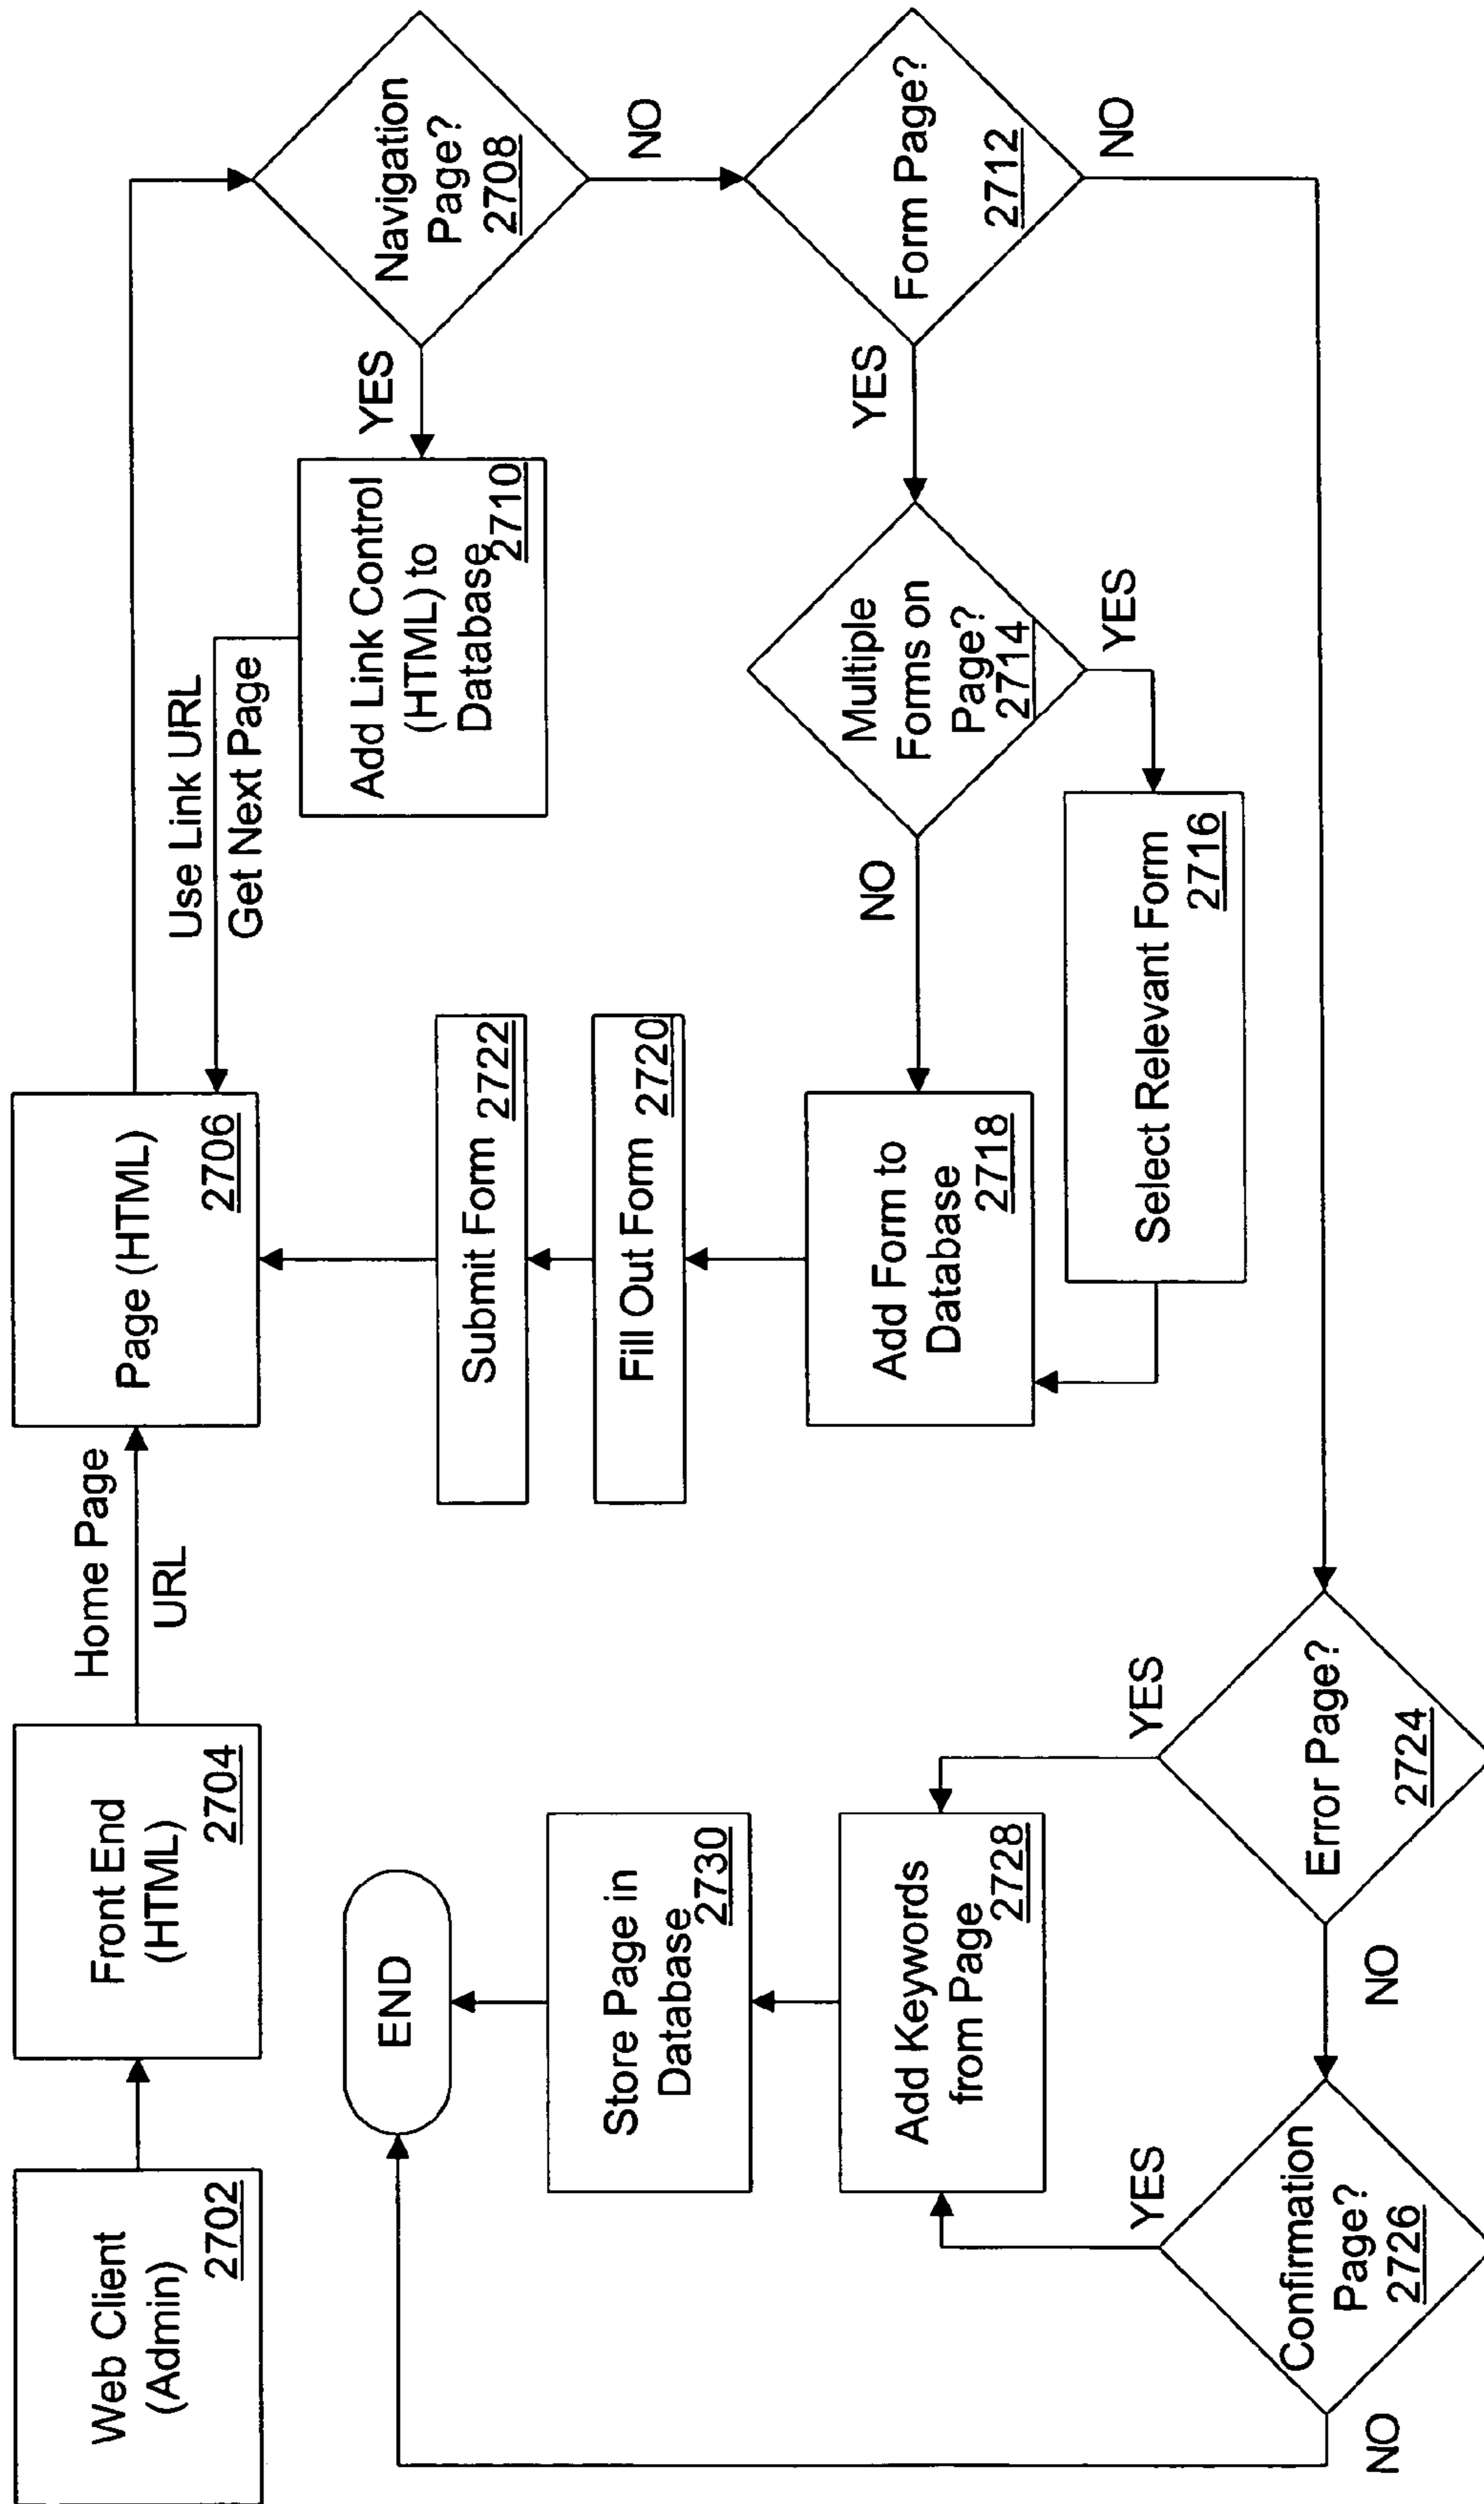 Web Client
(Admin)
2702
Front End
(HTML)
2704
Home Page
URL
Page (HTML)
2706
Use Link URL
Get Next Page
Navigation
Page?
2708
YES
NO
Add Link Control
(HTML) to
Database
2710
Form Page?
2712
YES
NO
Multiple
Forms on
Page?
2714
NO
YES
Select Relevant Form
2716
Add Form to
Database
2718
Fill Out Form 2720
Submit Form 2722
Error Page?
2724
YES
NO
Confirmation
Page?
2726
YES
NO
Add Keywords
from Page
2728
Store Page in
Database
2730
END